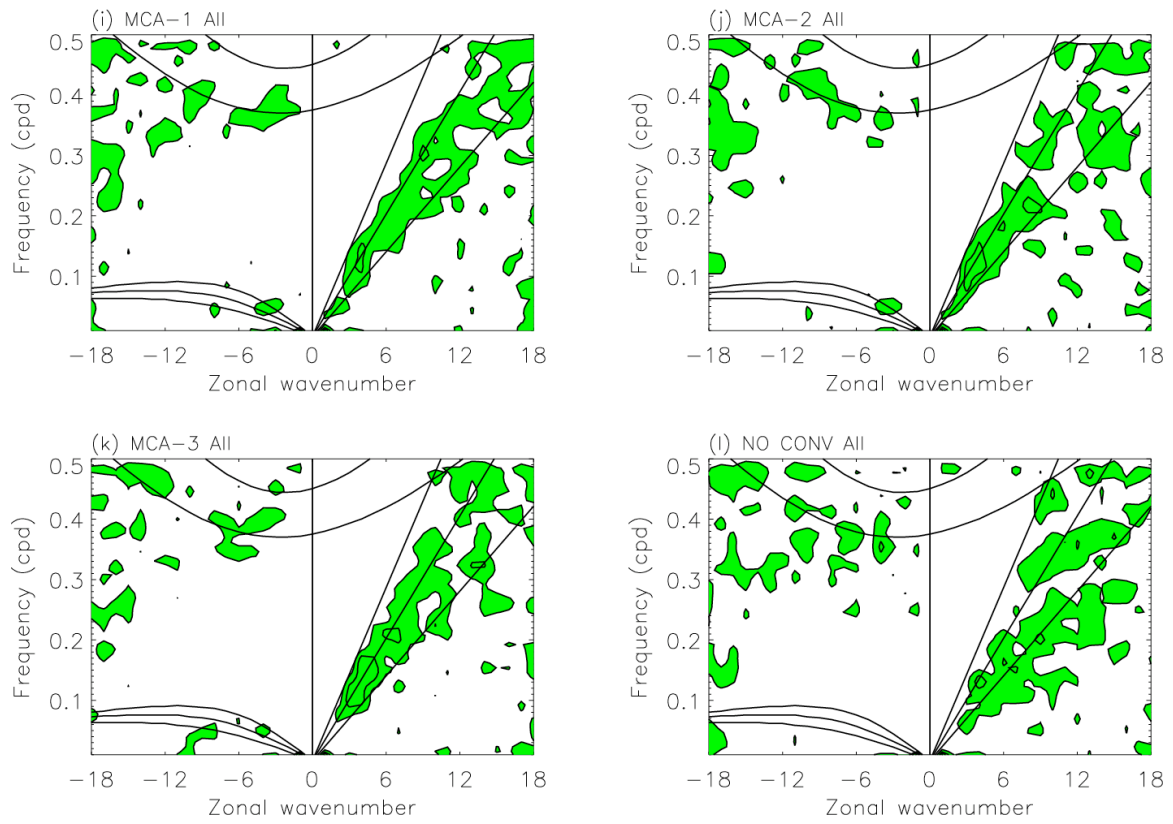 (i) MCA−1 All
0.5
0.4
0.3
0.2
0.1
Frequency (cpd)
−18 −12 −6 0 6 12 18
Zonal wavenumber
(j) MCA−2 All
0.5
0.4
0.3
0.2
0.1
Frequency (cpd)
−18 −12 −6 0 6 12 18
Zonal wavenumber
(k) MCA−3 All
0.5
0.4
0.3
0.2
0.1
Frequency (cpd)
−18 −12 −6 0 6 12 18
Zonal wavenumber
(l) NO CONV All
0.5
0.4
0.3
0.2
0.1
Frequency (cpd)
−18 −12 −6 0 6 12 18
Zonal wavenumber